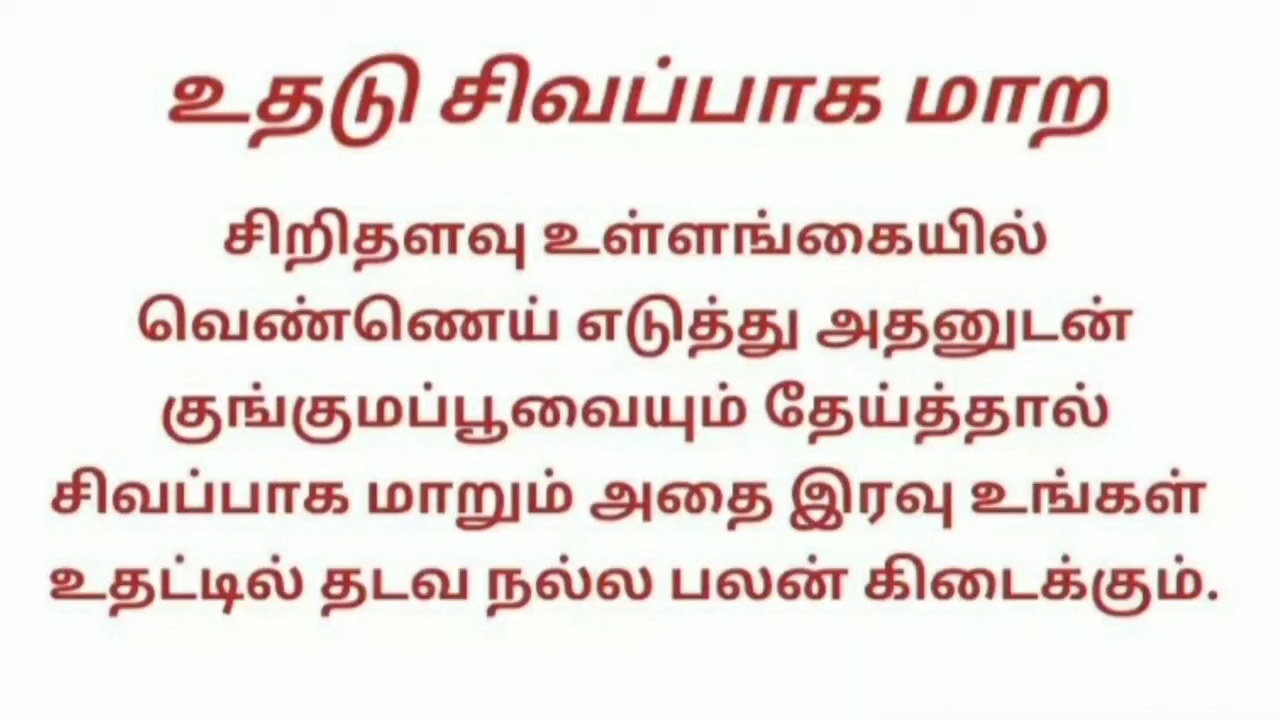 உதடு சிவப்பாக மாற
சிறிதளவு உள்ளங்கையில்
வெண்ணெய் எடுத்து அதனுடன்
குங்குமப்பூவையும் தேய்த்தால்
சிவப்பாக மாறும் அதை இரவு உங்கள்
உதட்டில் தடவ நல்ல பலன் கிடைக்கும்.